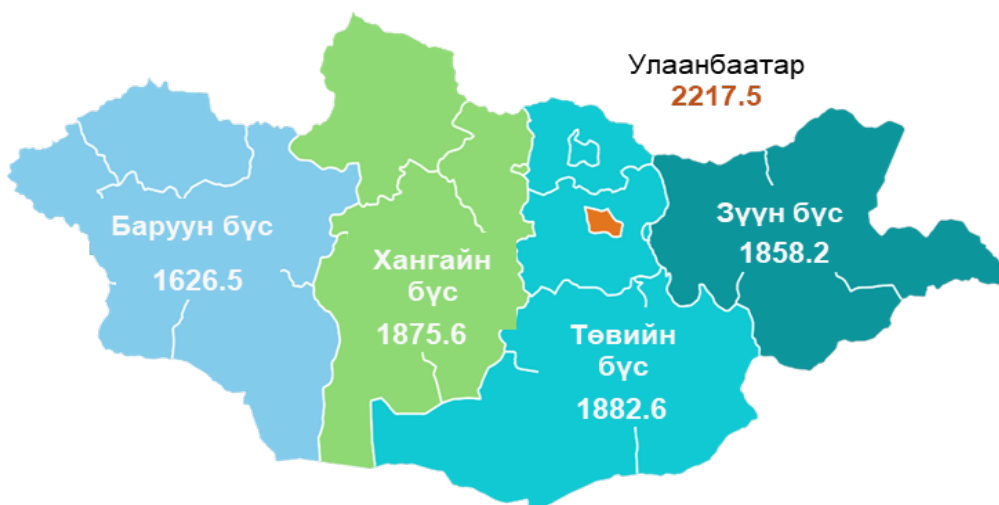 Улаанбаатар
2217.5
Баруун бүс
1626.5
Хангайн
бүс
1875.6
Төвийн
бүс
1882.6
Зүүн бүс
1858.2